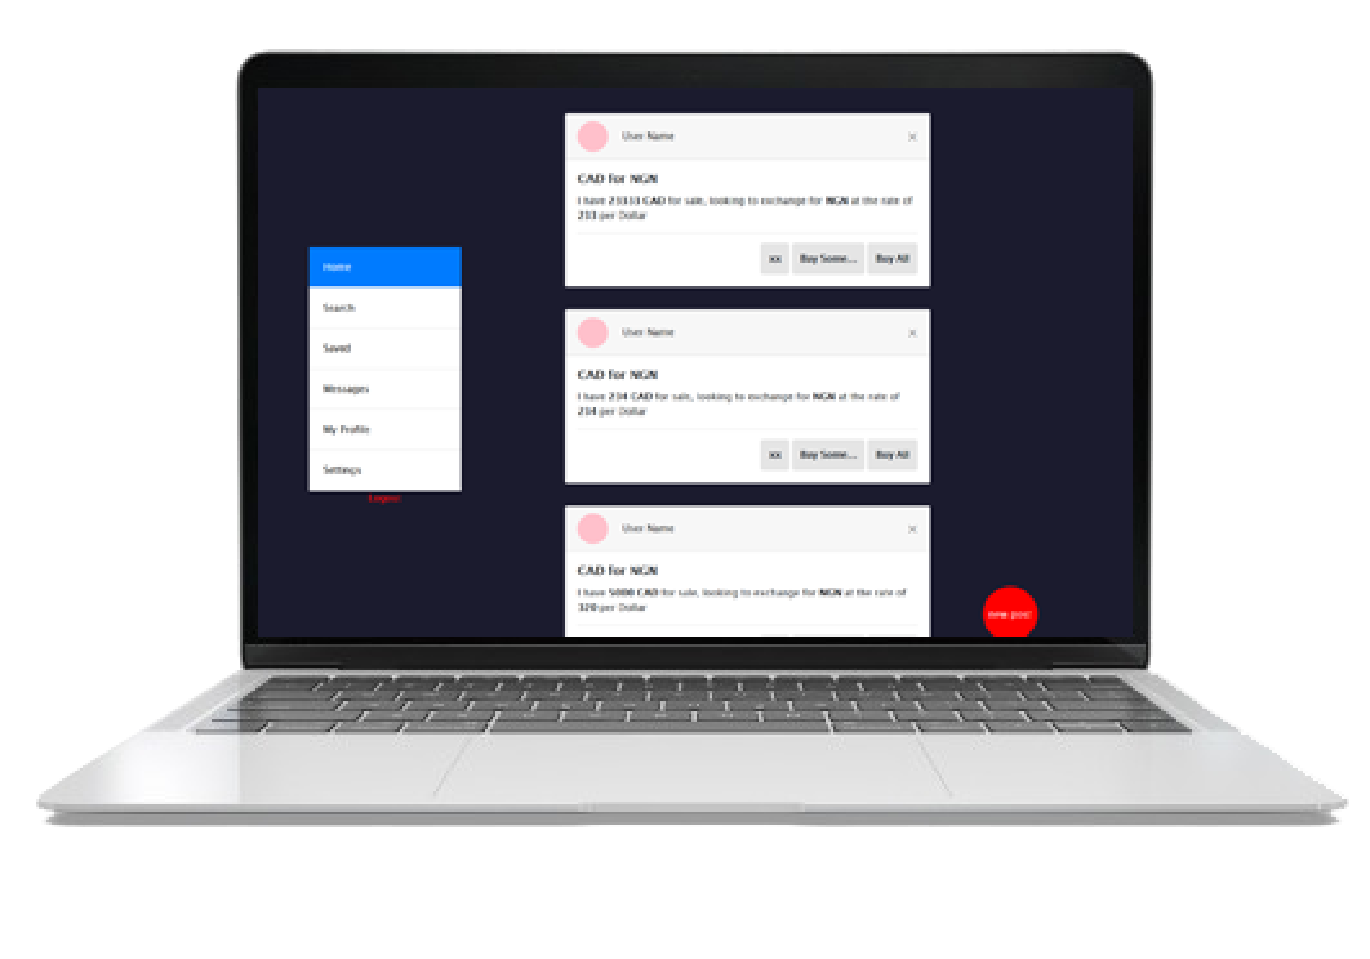 Home
Search
Saved
Messages
My Profile
Settings
Logout
User Name
CAD for NGN
I have CAD for sale, looking to exchange for NGN at the rate of
per Dollar
Buy Some...
Buy All
User Name
CAD for NGN
I have 234 CAD for sale, looking to exchange for NGN at the rate of
234 per Dollar
Buy Some...
Buy All
User Name
CAD for NGN
I have 5000 CAD for sale, looking to exchange for NGN at the rate of
320 per Dollar
new post